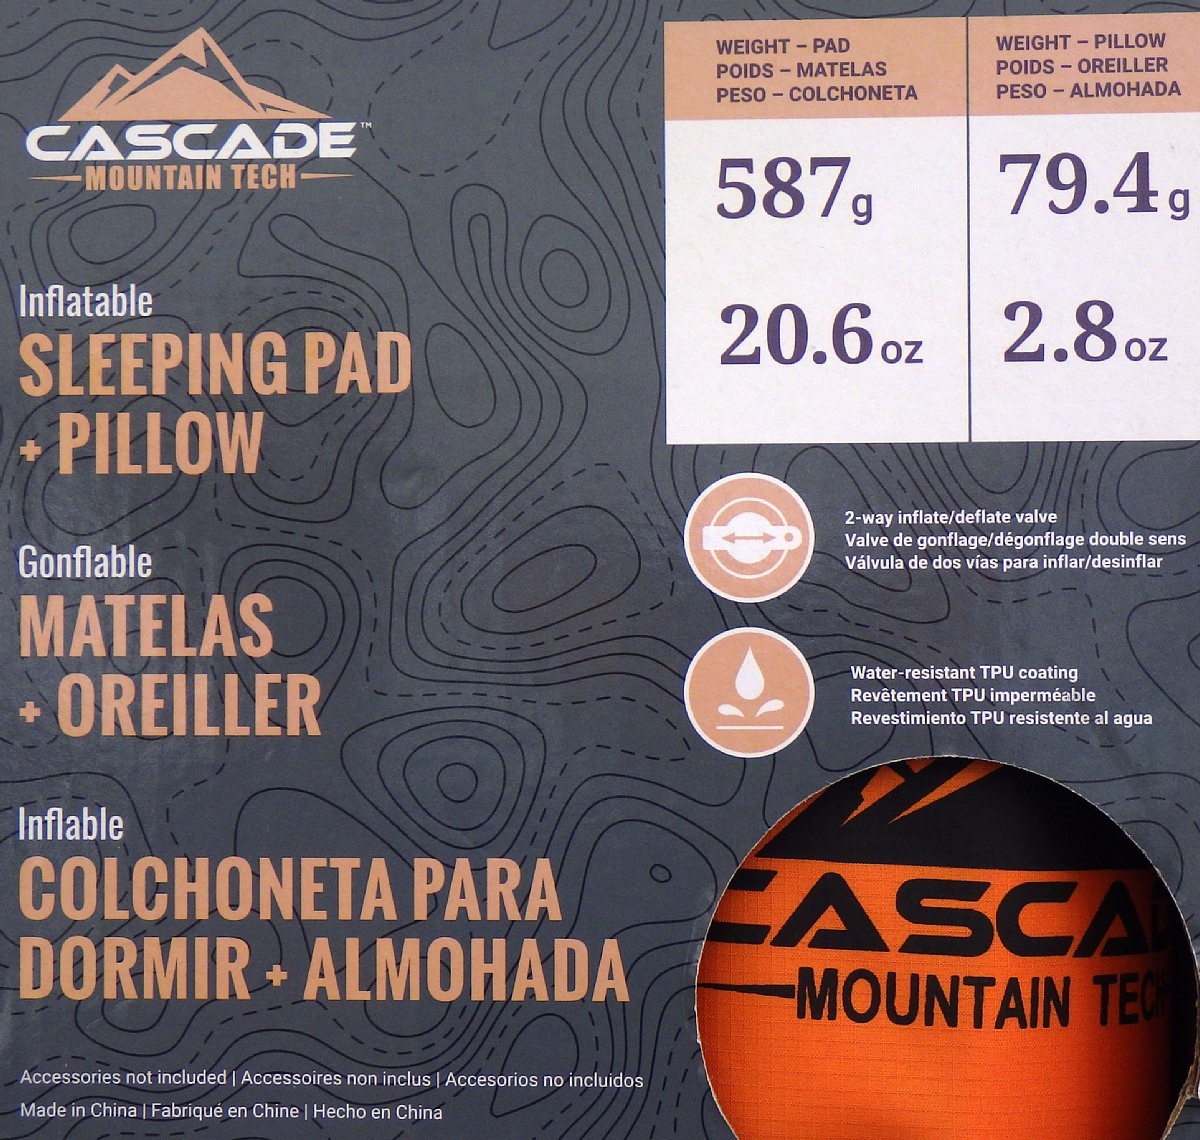 CASCADE™
MOUNTAIN TECH
Inflatable
SLEEPING PAD
+ PILLOW
Gonflable
MATELAS
+ OREILLER
Inflable
COLCHONETA PARA
DORMIR + ALMOHADA
Accessories not included | Accessoires non inclus | Accesorios no incluidos
Made in China | Fabriqué en Chine | Hecho en China
WEIGHT – PAD
POIDS – MATELAS
PESO – COLCHONETA
587g
20.6oz
WEIGHT – PILLOW
POIDS – OREILLER
PESO – ALMOHADA
79.4g
2.8oz
2-way inflate/deflate valve
Valve de gonflage/dégonflage double sens
Válvula de dos vías para inflar/desinflar
Water-resistant TPU coating
Revêtement TPU imperméable
Revestimiento TPU resistente al agua
CASCAD
MOUNTAIN TECH